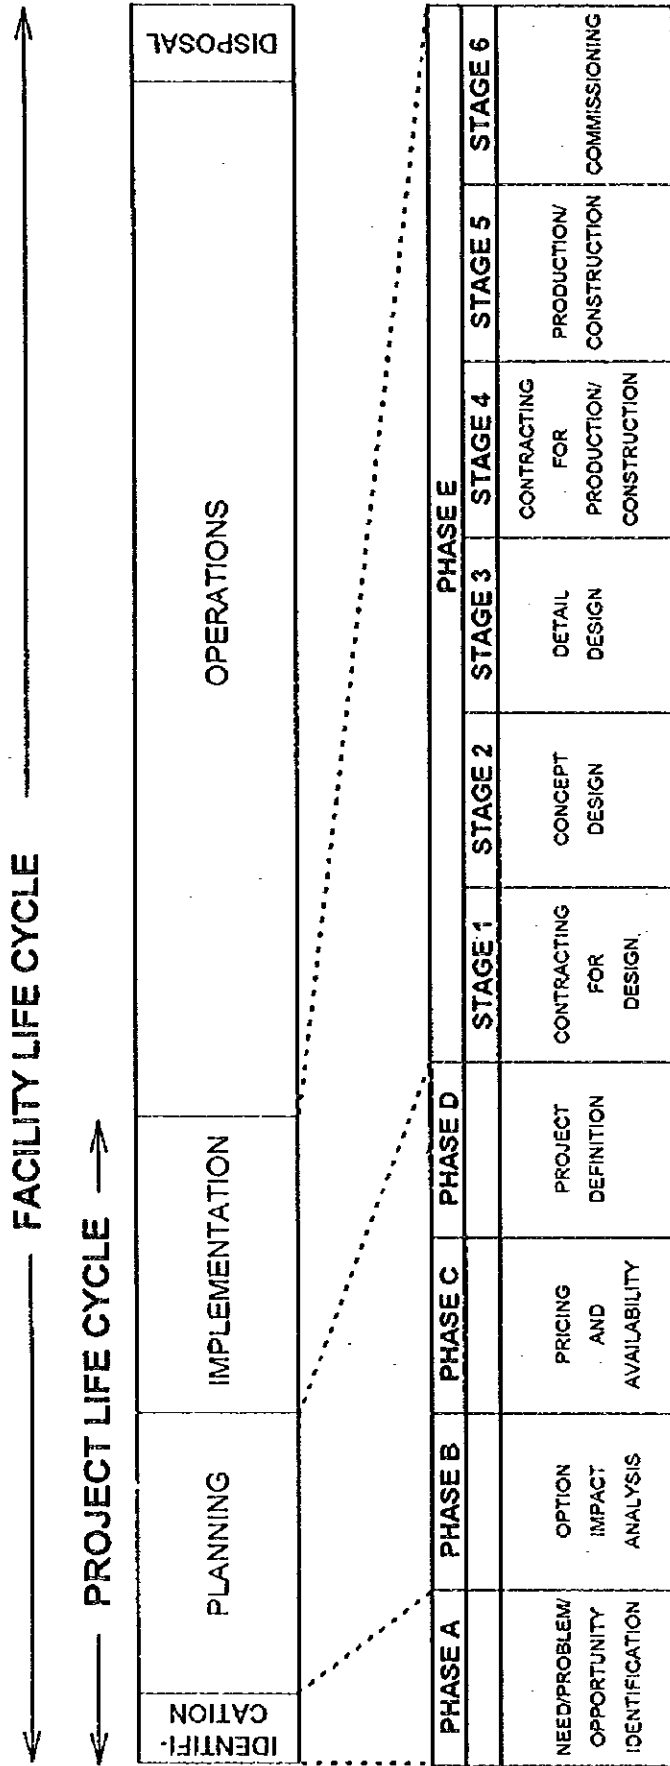 FACILITY LIFE CYCLE
PROJECT LIFE CYCLE
IDENTIFI-
CATION
PLANNING
IMPLEMENTATION
OPERATIONS
DISPOSAL
PHASE A
PHASE B
PHASE C
PHASE D
PHASE E
STAGE 1
STAGE 2
STAGE 3
STAGE 4
STAGE 5
STAGE 6
NEED/PROBLEM/
OPPORTUNITY
IDENTIFICATION
OPTION
IMPACT
ANALYSIS
PRICING
AND
AVAILABILITY
PROJECT
DEFINITION
CONTRACTING
FOR
DESIGN
CONCEPT
DESIGN
DETAIL
DESIGN
CONTRACTING
FOR
PRODUCTION/
CONSTRUCTION
PRODUCTION/
CONSTRUCTION
COMMISSIONING